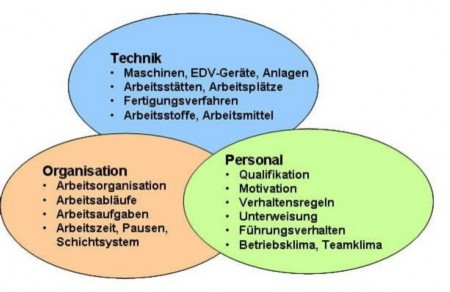 Technik
• Maschinen, EDV-Geräte, Anlagen
• Arbeitsstätten, Arbeitsplätze
• Fertigungsverfahren
• Arbeitsstoffe, Arbeitsmittel
Organisation
• Arbeitsorganisation
• Arbeitsabläufe
• Arbeitsaufgaben
• Arbeitszeit, Pausen,
Schichtsystem
Personal
• Qualifikation
• Motivation
• Verhaltensregeln
• Unterweisung
• Führungsverhalten
• Betriebsklima, Teamklima